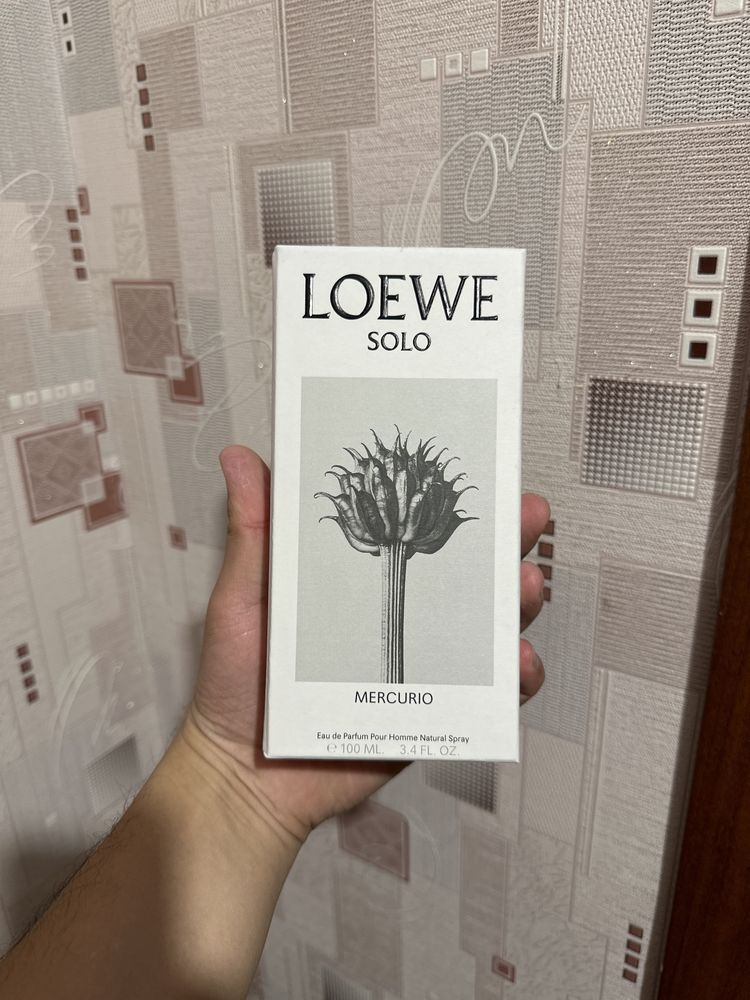 LOEWE
SOLO
MERCURIO
Eau de Parfum Pour Homme Natural Spray
℮ 100 ML. 3.4 FL. OZ.